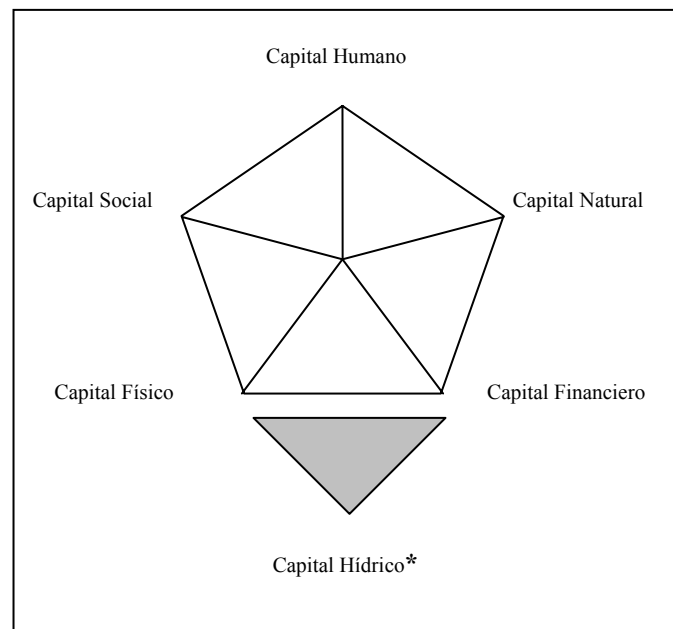 Capital Humano
Capital Social
Capital Natural
Capital Físico
Capital Financiero
Capital Hídrico*